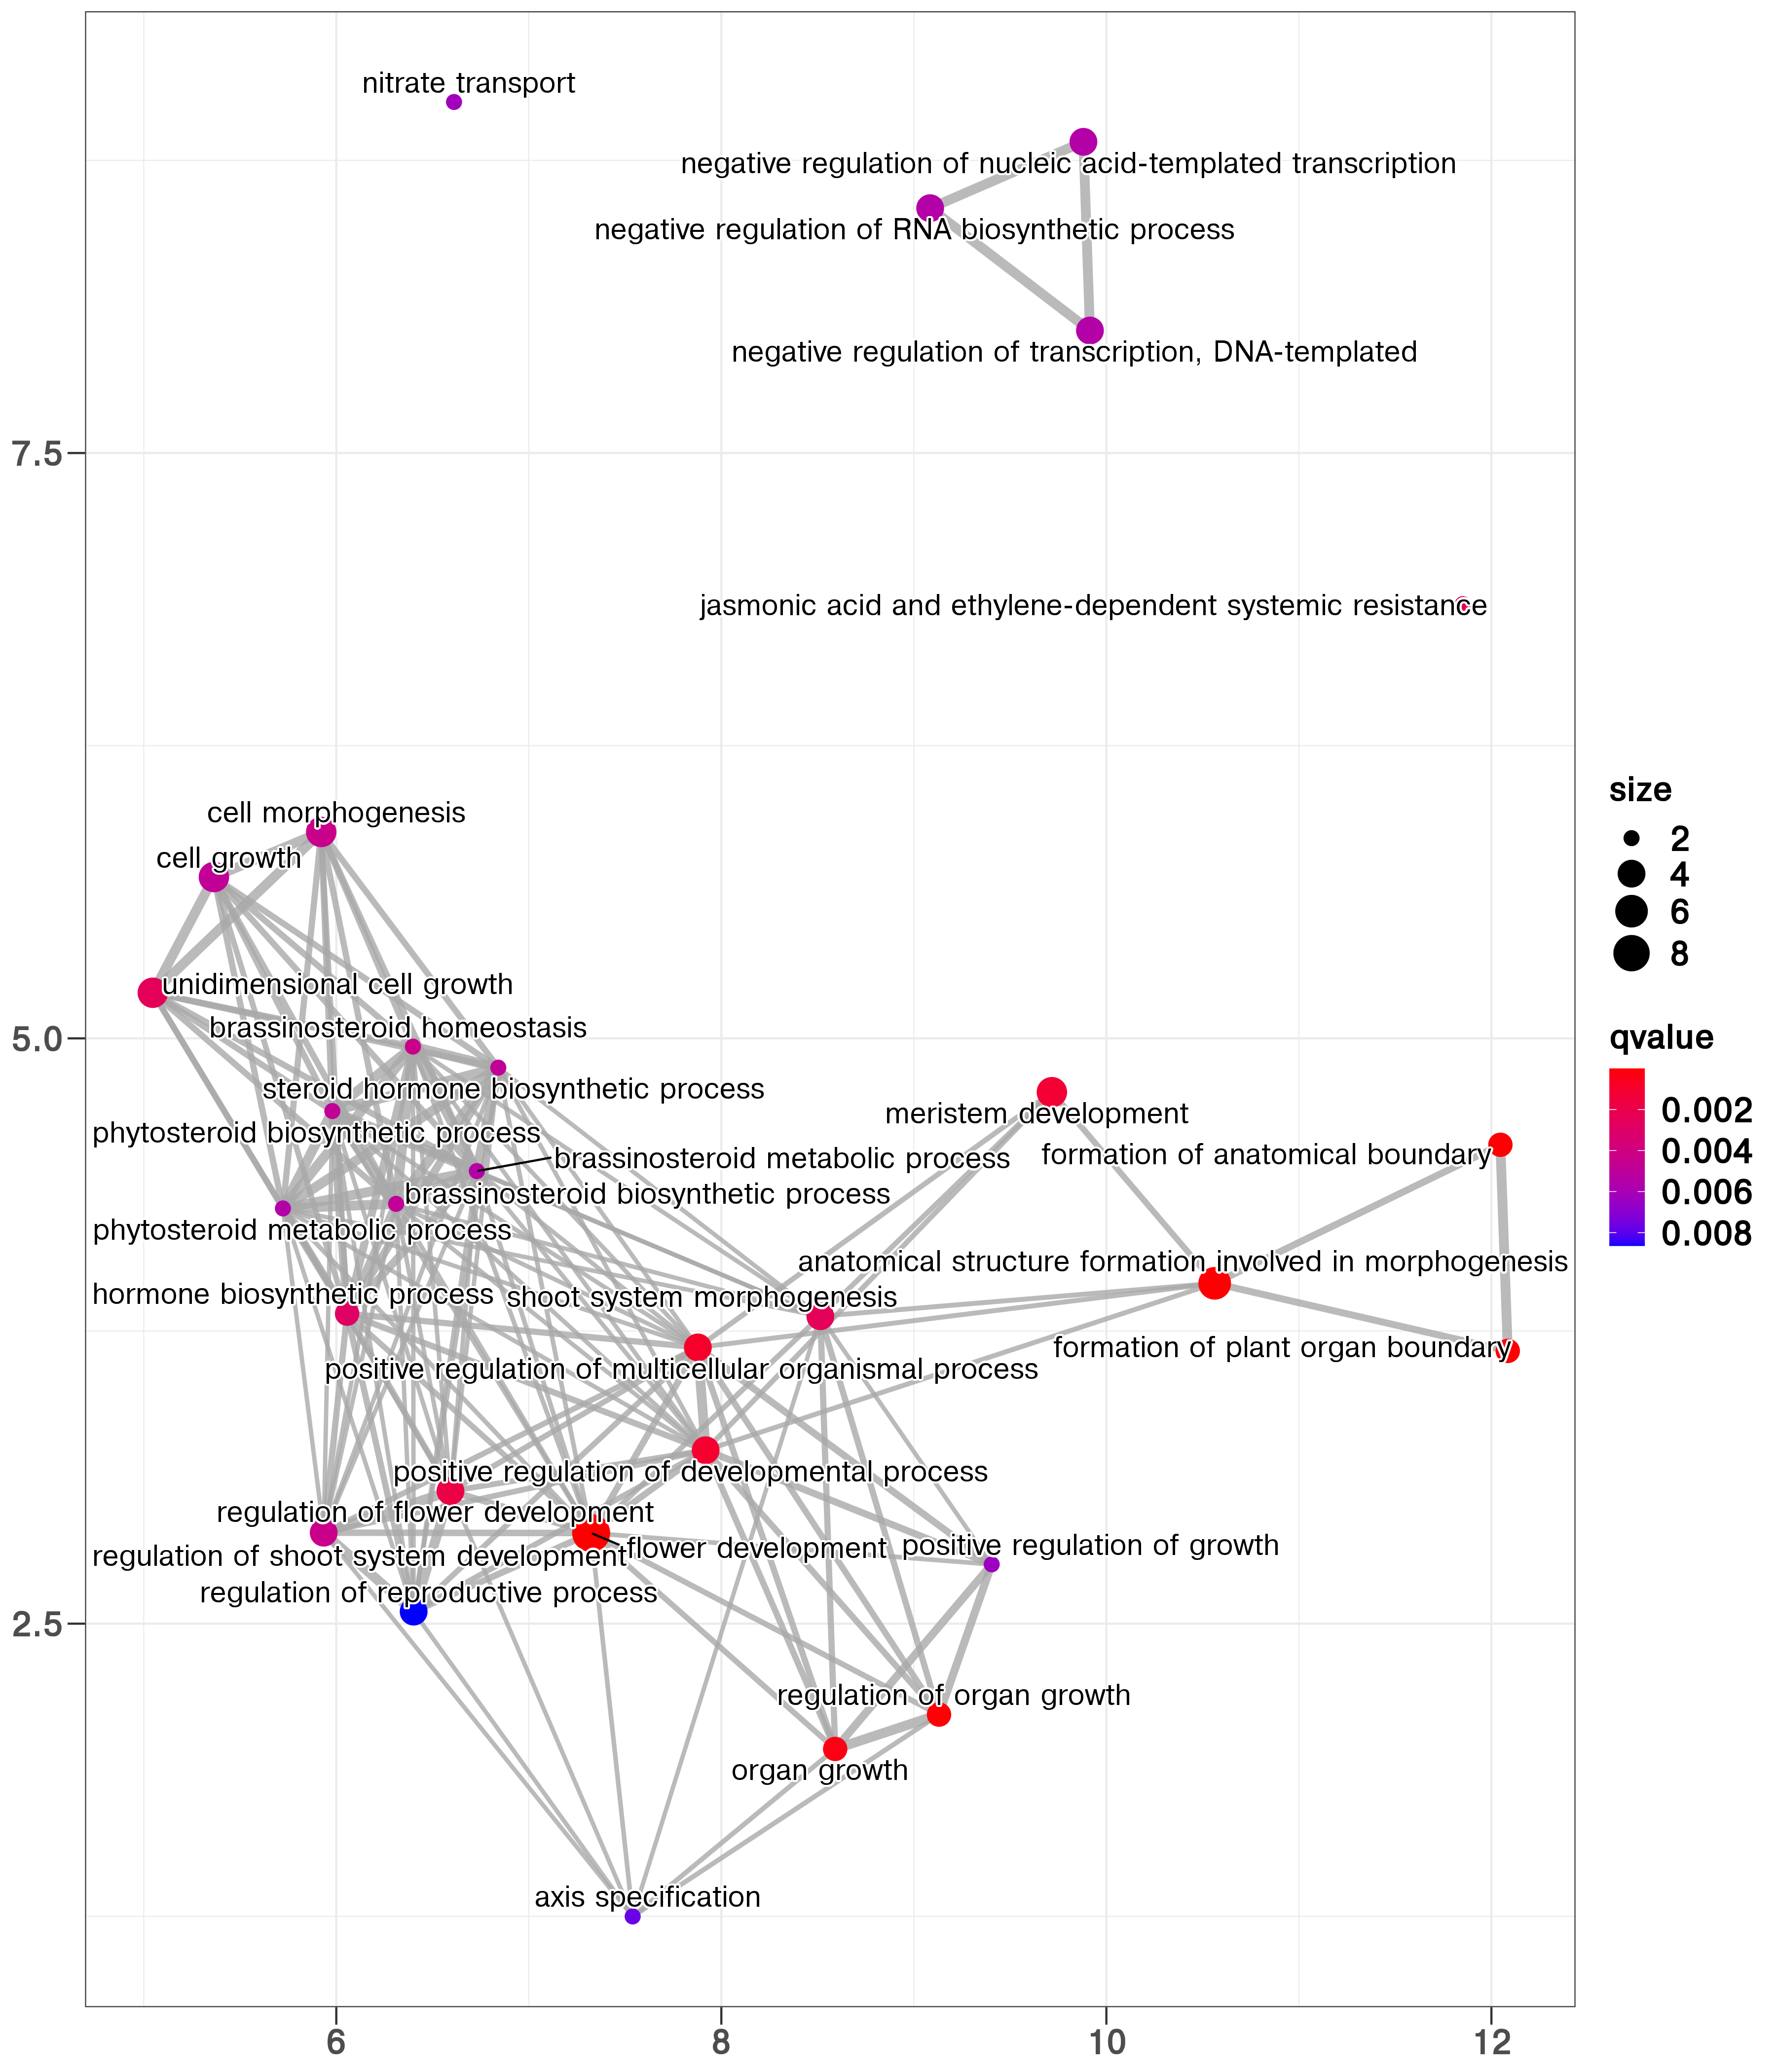 nitrate transport
negative regulation of nucleic acid-templated transcription
negative regulation of RNA biosynthetic process
negative regulation of transcription, DNA-templated
7.5
jasmonic acid and ethylene-dependent systemic resistance
cell morphogenesis
cell growth
unidimensional cell growth
brassinosteroid homeostasis
5.0
steroid hormone biosynthetic process
phytosteroid biosynthetic process
meristem development
formation of anatomical boundary
brassinosteroid metabolic process
brassinosteroid biosynthetic process
phytosteroid metabolic process
anatomical structure formation involved in morphogenesis
hormone biosynthetic process
shoot system morphogenesis
formation of plant organ boundary
positive regulation of multicellular organismal process
positive regulation of developmental process
regulation of flower development
flower development
positive regulation of growth
regulation of shoot system development
regulation of reproductive process
2.5
regulation of organ growth
organ growth
axis specification
6
8
10
12
size
2
4
6
8
qvalue
0.002
0.004
0.006
0.008